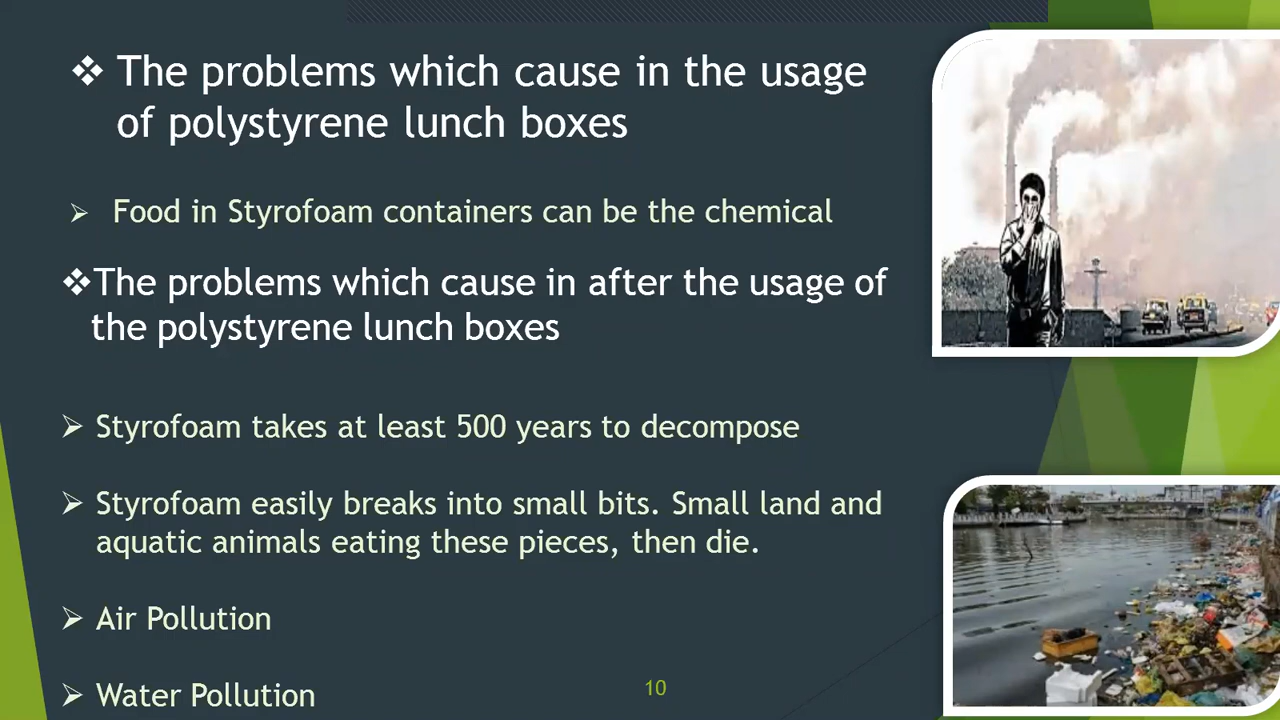 ❖ The problems which cause in the usage
of polystyrene lunch boxes
➢ Food in Styrofoam containers can be the chemical
❖The problems which cause in after the usage of
the polystyrene lunch boxes
➢ Styrofoam takes at least 500 years to decompose
➢ Styrofoam easily breaks into small bits. Small land and
aquatic animals eating these pieces, then die.
➢ Air Pollution
➢ Water Pollution
10